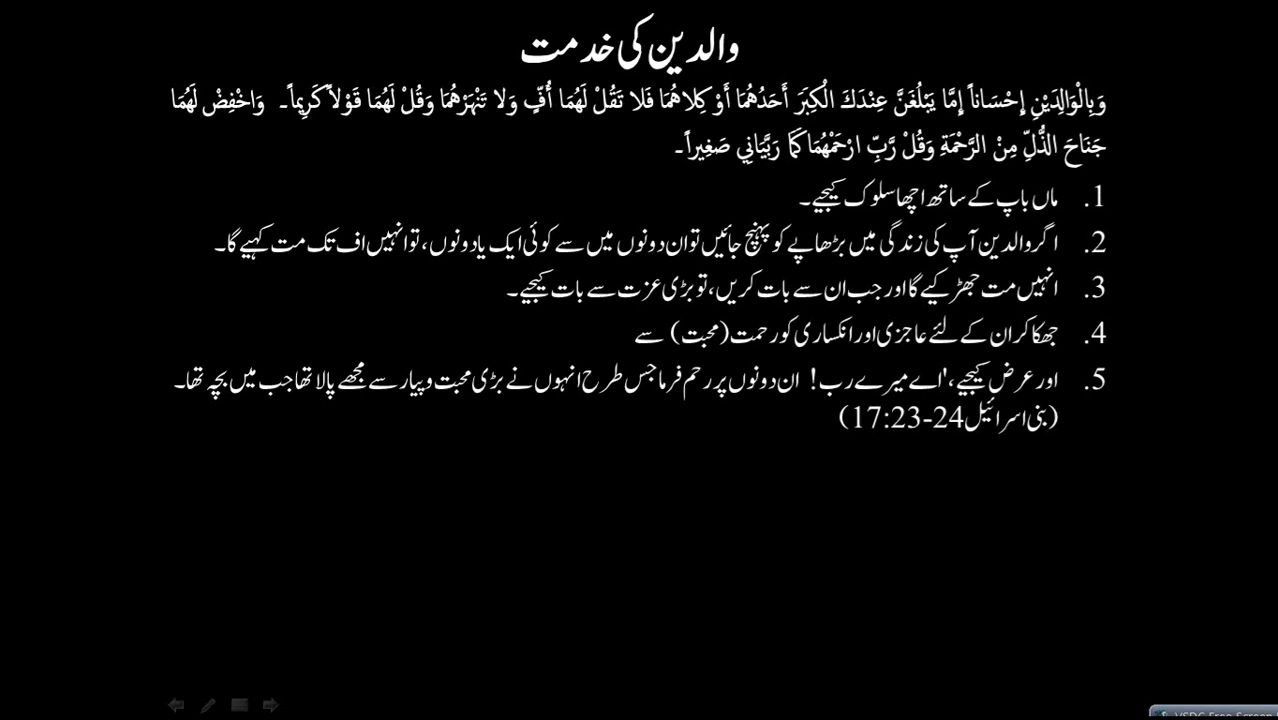 والدین کی خدمت
وَبِالْوَالِدَيْنِ إِحْسَاناً إِمَّا يَبْلُغَنَّ عِنْدَكَ الْكِبَرَ أَحَدُهُمَا أَوْ كِلاهُمَا فَلا تَقُلْ لَهُمَا أُفٍّ وَلا تَنْهَرْهُمَا وَقُلْ لَهُمَا قَوْلاً كَرِيماً۔ وَاخْفِضْ لَهُمَا
جَنَاحَ الذُّلِّ مِنْ الرَّحْمَةِ وَقُلْ رَّبِّ ارْحَمْهُمَا كَمَا رَبَّيَانِي صَغِيراً۔
1. ماں باپ کے ساتھ اچھا سلوک کیجیے۔
2. اگر والدین آپ کی زندگی میں بڑھاپے کو پہنچ جائیں تو ان دونوں میں سے کوئی ایک یا دونوں، تو انہیں اف تک مت کہیے گا۔
3. انہیں مت جھڑکیے گا اور جب ان سے بات کریں، تو بڑی عزت سے بات کیجیے۔
4. جھکا کر ان کے لئے عاجزی اور انکساری کو رحمت (محبت) سے
5. اور عرض کیجیے، 'اے میرے رب! ان دونوں پر رحم فرما جس طرح انہوں نے بڑی محبت و پیار سے مجھے پالا تھا جب میں بچہ تھا۔
(بنی اسرائیل 17:23-24)